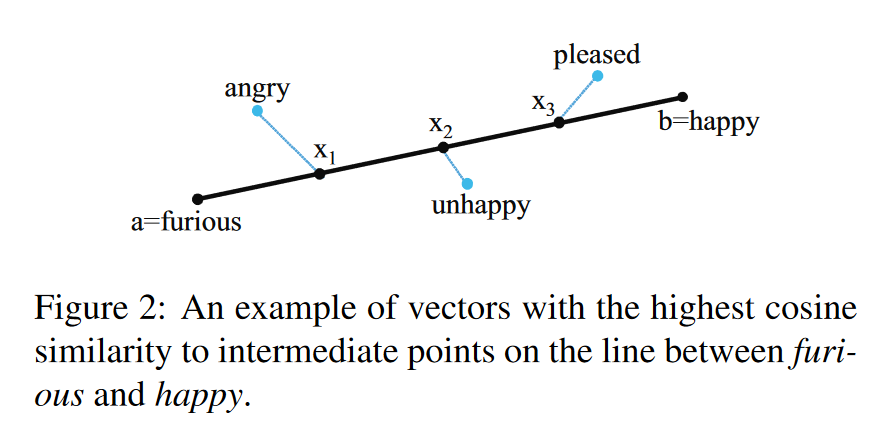 pleased
angry
x3
x2
b=happy
x1
unhappy
a=furious
Figure 2: An example of vectors with the highest cosine
similarity to intermediate points on the line between furi-
ous and happy.